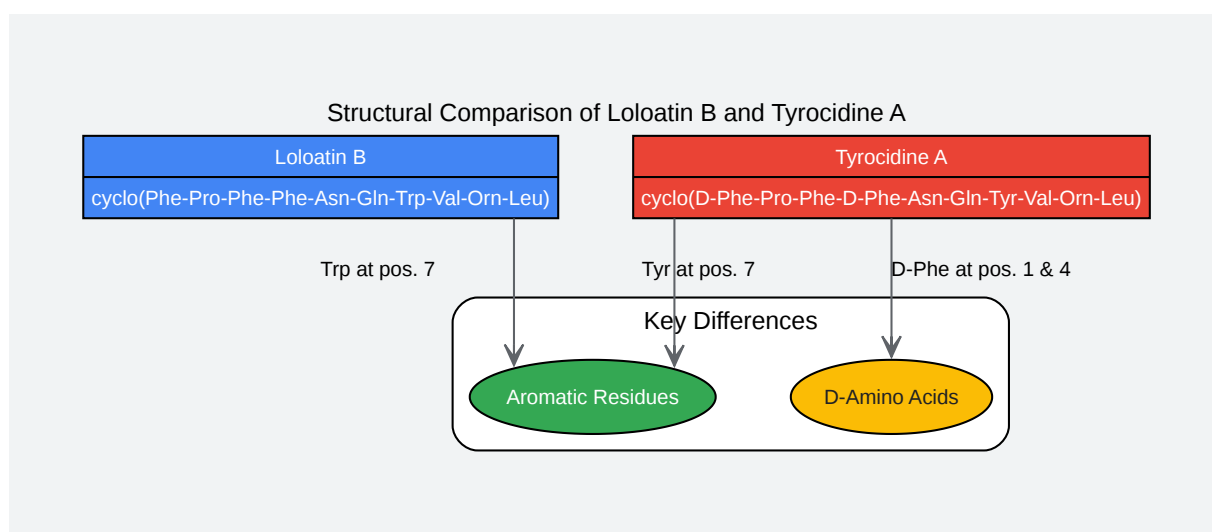 Structural Comparison of Loloatin B and Tyrocidine A
Loloatin B
cyclo(Phe-Pro-Phe-Phe-Asn-Gln-Trp-Val-Orn-Leu)
Tyrocidine A
cyclo(D-Phe-Pro-Phe-D-Phe-Asn-Gln-Tyr-Val-Orn-Leu)
Trp at pos. 7
Tyr at pos. 7
D-Phe at pos. 1 & 4
Key Differences
Aromatic Residues
D-Amino Acids